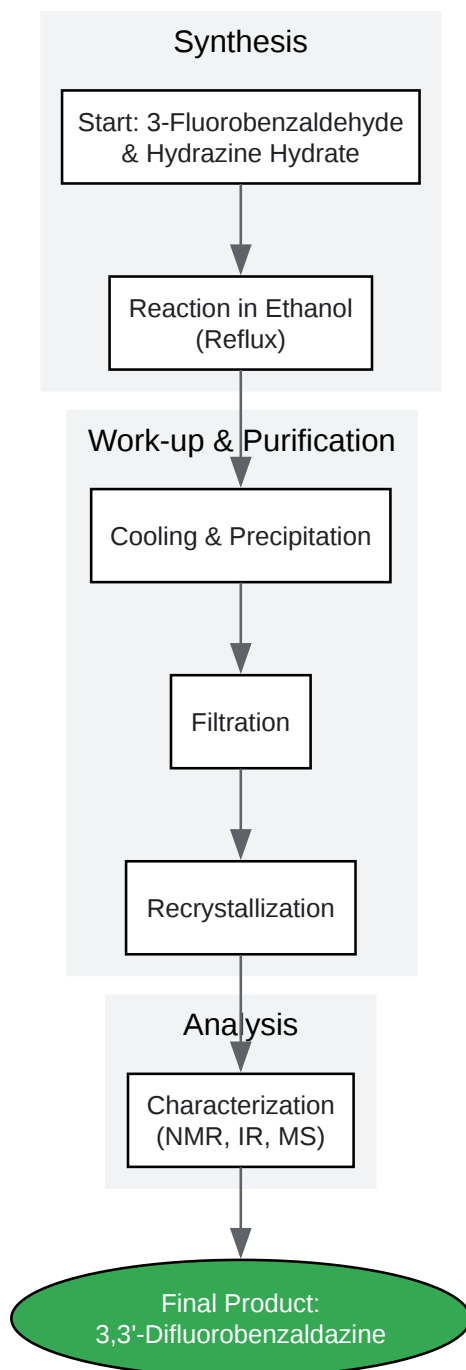 Synthesis
Start: 3-Fluorobenzaldehyde
& Hydrazine Hydrate
Reaction in Ethanol
(Reflux)
Work-up & Purification
Cooling & Precipitation
Filtration
Recrystallization
Analysis
Characterization
(NMR, IR, MS)
Final Product:
3,3'-Difluorobenzaldazine